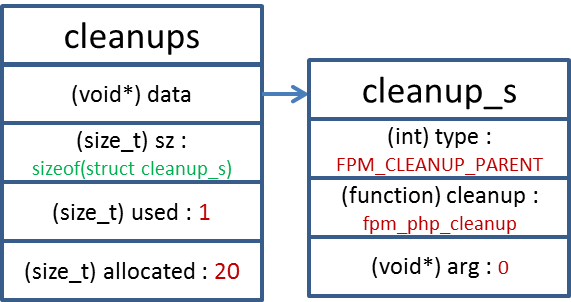 cleanups
(void*) data
(size_t) sz :
sizeof(struct cleanup_s)
(size_t) used : 1
(size_t) allocated : 20
cleanup_s
(int) type :
FPM_CLEANUP_PARENT
(function) cleanup :
fpm_php_cleanup
(void*) arg : 0